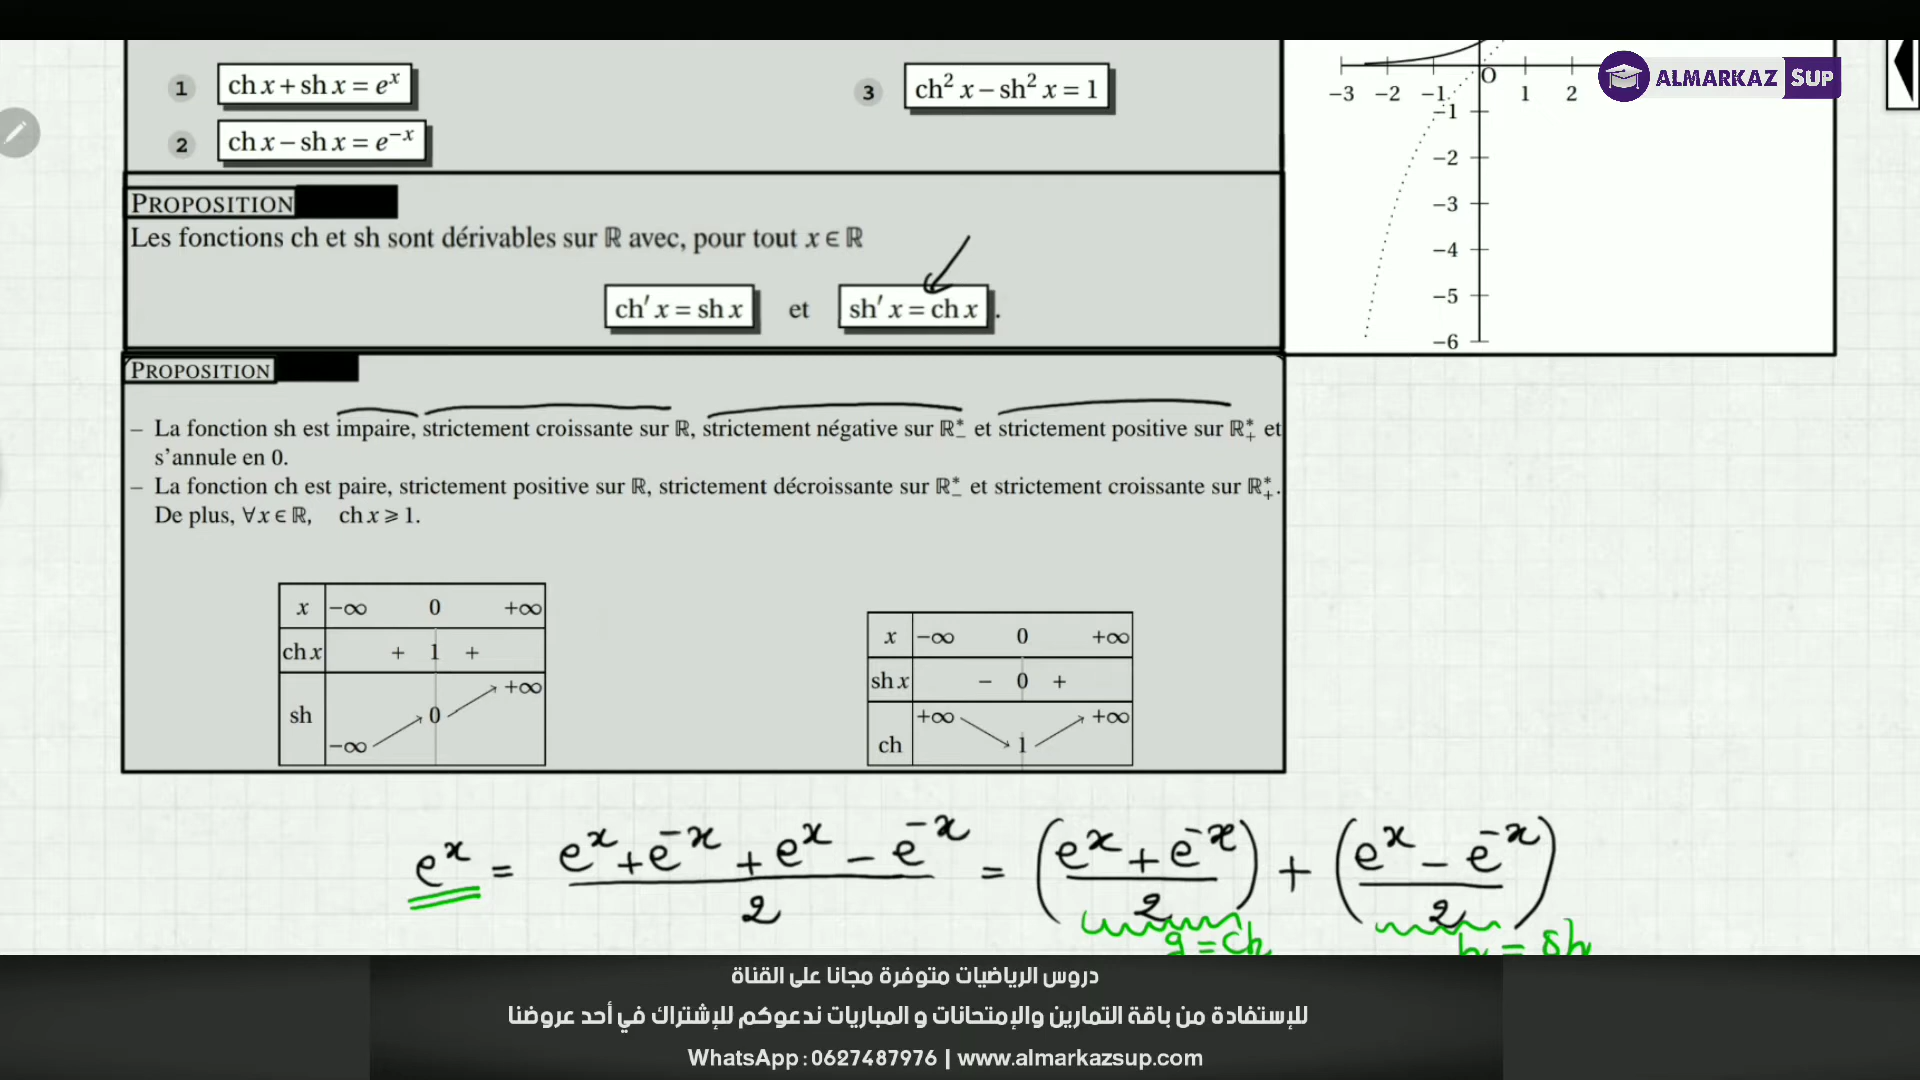 1 ch x + sh x = e^x
3 ch² x − sh² x = 1
2 ch x − sh x = e^−x
ALMARKAZ SUP
O
−3 −2 −1 1 2
−1
−2
−3
−4
−5
−6
PROPOSITION
Les fonctions ch et sh sont dérivables sur ℝ avec, pour tout x ∈ ℝ
ch′ x = sh x et sh′ x = ch x .
PROPOSITION
– La fonction sh est impaire, strictement croissante sur ℝ, strictement négative sur ℝ*₋ et strictement positive sur ℝ*₊ et
s’annule en 0.
– La fonction ch est paire, strictement positive sur ℝ, strictement décroissante sur ℝ*₋ et strictement croissante sur ℝ*₊.
De plus, ∀x ∈ ℝ, ch x ⩾ 1.
x −∞ 0 +∞
ch x + 1 +
sh −∞ 0 +∞
x −∞ 0 +∞
sh x − 0 +
ch +∞ 1 +∞
e^x = (e^x + e^−x + e^x − e^−x)/2 = ((e^x + e^−x)/2) + ((e^x − e^−x)/2)
g = ch h = sh
دروس الرياضيات متوفرة مجانا على القناة
للإستفادة من باقة التمارين والإمتحانات و المباريات ندعوكم للإشتراك في أحد عروضنا
WhatsApp : 0627487976 | www.almarkazsup.com